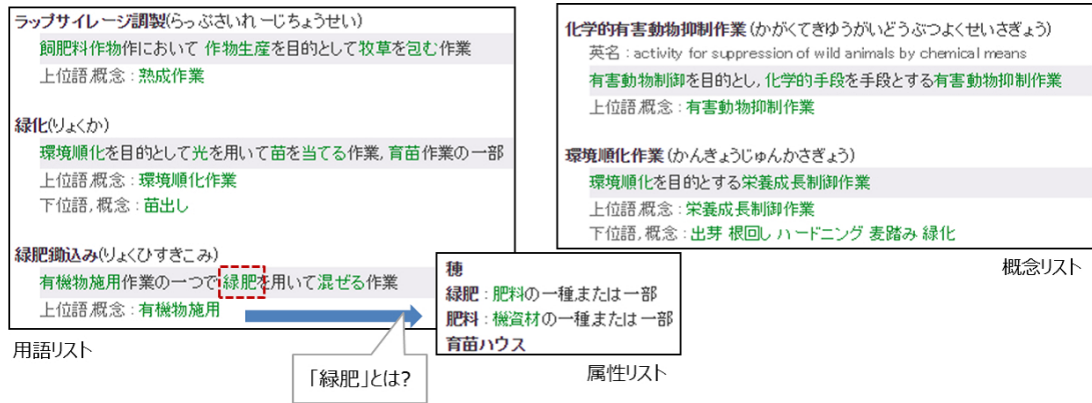 ラップサイレージ調製(らっぷさいれーじちょうせい)
飼肥料作物作において 作物生産を目的として牧草を包む作業
上位語,概念 : 熟成作業
緑化(りょくか)
環境順化を目的として光を用いて苗を当てる作業, 育苗作業の一部
上位語,概念 : 環境順化作業
下位語, 概念 : 苗出し
緑肥鋤込み(りょくひすきこみ)
有機物施用作業の一つで 緑肥を用いて混ぜる作業
上位語,概念 : 有機物施用
用語リスト
「緑肥」とは?
穂
緑肥 : 肥料の一種または一部
肥料 : 機資材の一種または一部
育苗ハウス
属性リスト
化学的有害動物抑制作業 (かがくてきゆうがいどうぶつよくせいさぎょう)
英名 : activity for suppression of wild animals by chemical means
有害動物制御を目的とし, 化学的手段を手段とする有害動物抑制作業
上位語,概念 : 有害動物抑制作業
環境順化作業 (かんきょうじゅんかさぎょう)
環境順化を目的とする栄養成長制御作業
上位語,概念 : 栄養成長制御作業
下位語, 概念 : 出芽 根回し ハードニング 麦踏み 緑化
概念リスト